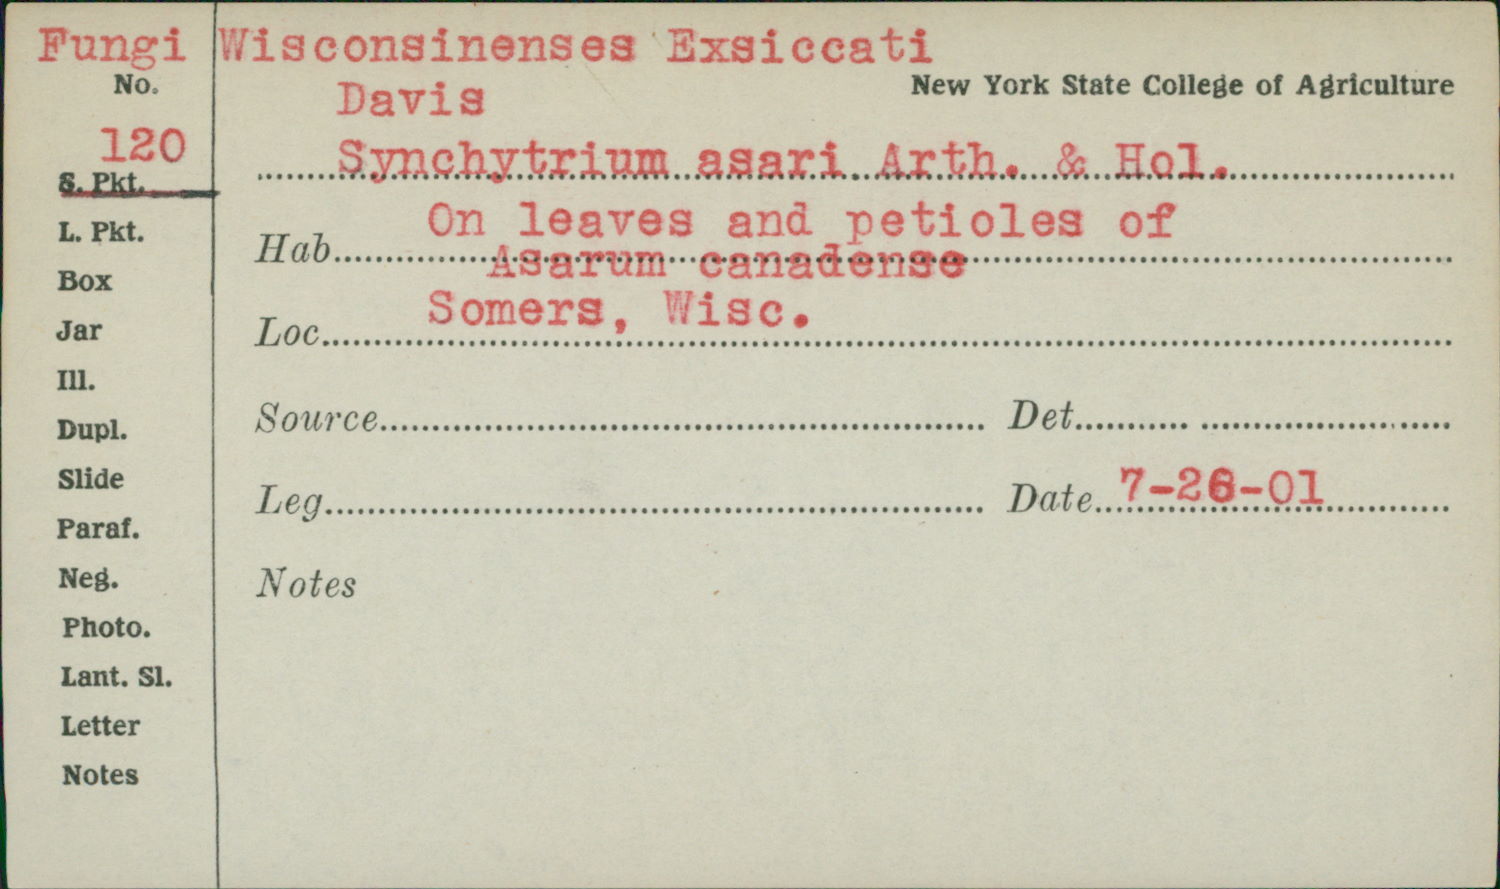 Fungi Wisconsinenses Exsiccati
No.
Davis
New York State College of Agriculture
120
Synchytrium asari Arth. & Hol.
S. Pkt.
On leaves and petioles of
L. Pkt.
Hab. Asarum canadense
Box
Somers, Wisc.
Jar
Loc.
Ill.
Dupl.
Source Det.
Slide
Leg. Date 7-26-01
Paraf.
Neg.
Notes
Photo.
Lant. Sl.
Letter
Notes